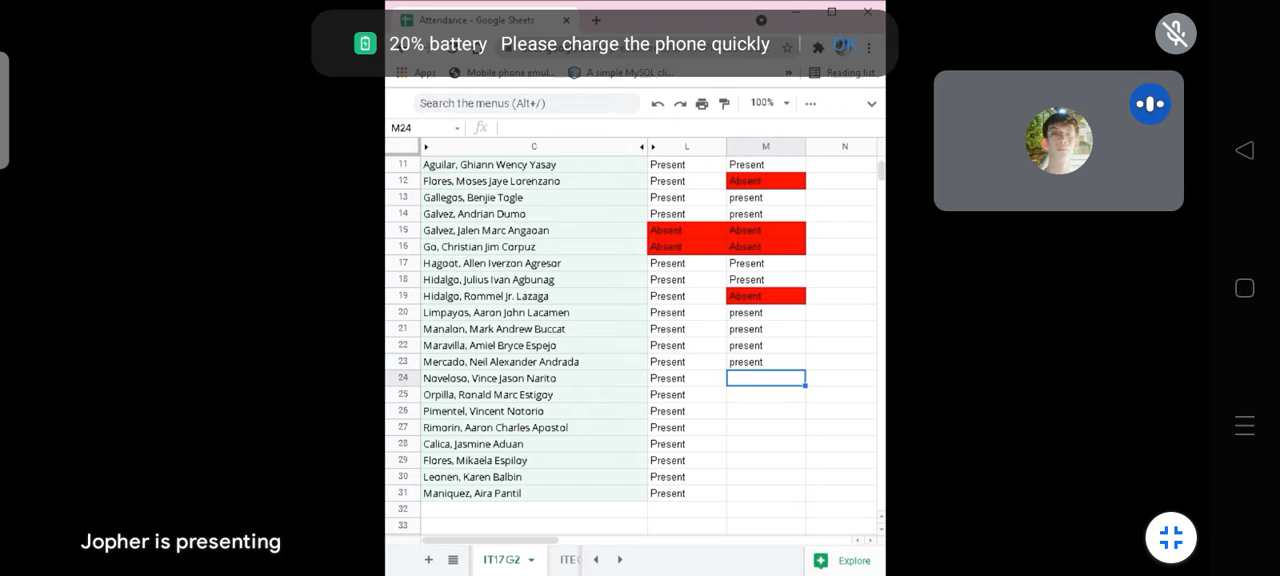 Attendance - Google Sheets
20% battery Please charge the phone quickly OK
Apps Mobile phone emul... A simple MySQL cli... » Reading list
Search the menus (Alt+/) 100%
M24 fx
C L M N
11 Aguilar, Ghiann Wency Yasay Present Present
12 Flores, Moses Jaye Lorenzano Present Absent
13 Gallegos, Benjie Tagle Present present
14 Galvez, Andrian Duma Present present
15 Galvez, Jalen Marc Angaoan Absent Absent
16 Go, Christian Jim Corpuz Absent Absent
17 Hagoot, Allen Iverzon Agresor Present Present
18 Hidalgo, Julius Ivan Agbunag Present Present
19 Hidalgo, Rommel Jr. Lazaga Present Absent
20 Limpayos, Aaron John Lacamen Present present
21 Manalan, Mark Andrew Buccat Present present
22 Maravilla, Amiel Bryce Espejo Present present
23 Mercado, Neil Alexander Andrada Present present
24 Naveloso, Vince Jason Narito Present
25 Orpilla, Ronald Marc Estigoy Present
26 Pimentel, Vincent Notorio Present
27 Rimorin, Aaron Charles Apostol Present
28 Calica, Jasmine Aduan Present
29 Flores, Mikaela Espiloy Present
30 Leonen, Karen Balbin Present
31 Maniquez, Aira Pantil Present
32
33
Jopher is presenting
IT17G2 ITE Explore